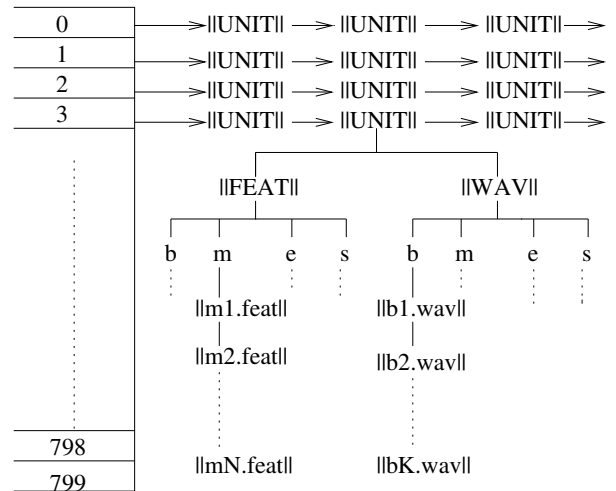 0 ||UNIT|| ||UNIT|| ||UNIT||
1 ||UNIT|| ||UNIT|| ||UNIT||
2 ||UNIT|| ||UNIT|| ||UNIT||
3 ||UNIT|| ||UNIT|| ||UNIT||
||FEAT|| ||WAV||
b m e s b m e s
||m1.feat|| ||b1.wav||
||m2.feat|| ||b2.wav||
798
||mN.feat|| ||bK.wav||
799